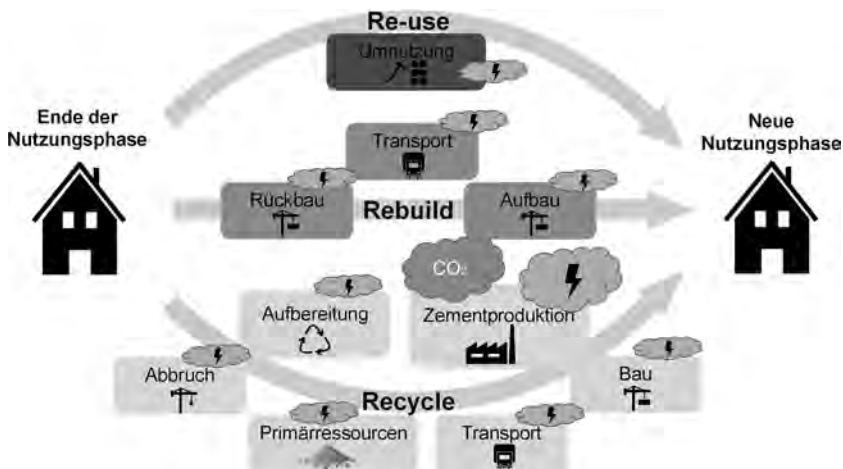 Re-use
Umnutzung
Ende der
Nutzungsphase
Neue
Nutzungsphase
Transport
Rückbau
Rebuild
Aufbau
CO₂
Aufbereitung
Zementproduktion
Abbruch
Bau
Recycle
Primärressourcen
Transport